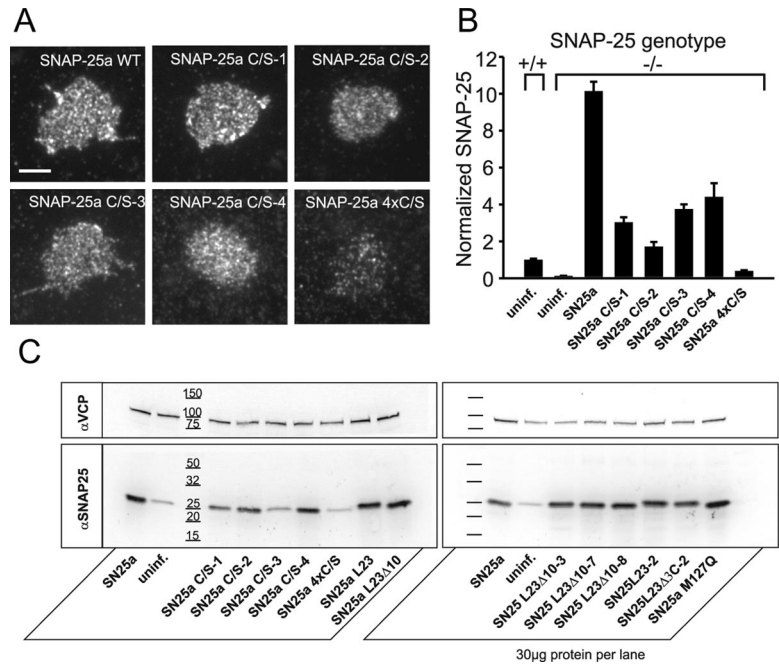 A
SNAP-25a WT
SNAP-25a C/S-1
SNAP-25a C/S-2
SNAP-25a C/S-3
SNAP-25a C/S-4
SNAP-25a 4xC/S
B
SNAP-25 genotype
+/+
-/-
Normalized SNAP-25
12
10
8
6
4
2
0
uninf.
uninf.
SN25a
SN25a C/S-1
SN25a C/S-2
SN25a C/S-3
SN25a C/S-4
SN25a 4xC/S
C
αVCP
150
100
75
αSNAP25
50
32
25
20
15
SN25a
uninf.
SN25a C/S-1
SN25a C/S-2
SN25a C/S-3
SN25a C/S-4
SN25a 4xC/S
SN25a L23
SN25a L23Δ10
SN25a
uninf.
SN25 L23Δ10-3
SN25 L23Δ10-7
SN25 L23Δ10-8
SN25L23-2
SN25L23Δ3C-2
SN25a M127Q
30µg protein per lane